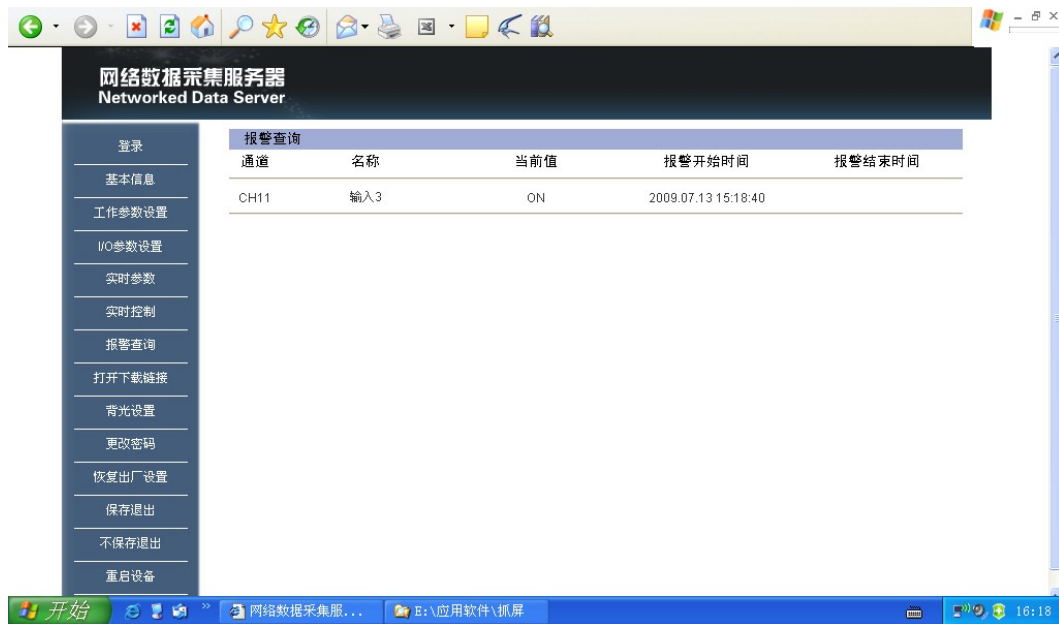 网络数据采集服务器
Networked Data Server
登录
基本信息
工作参数设置
I/O参数设置
实时参数
实时控制
报警查询
打开下载链接
背光设置
更改密码
恢复出厂设置
保存退出
不保存退出
重启设备
报警查询
通道 名称 当前值 报警开始时间 报警结束时间
CH11 输入3 ON 2009.07.13 15:18:40
开始 网络数据采集服... E:\应用软件\抓屏 16:18